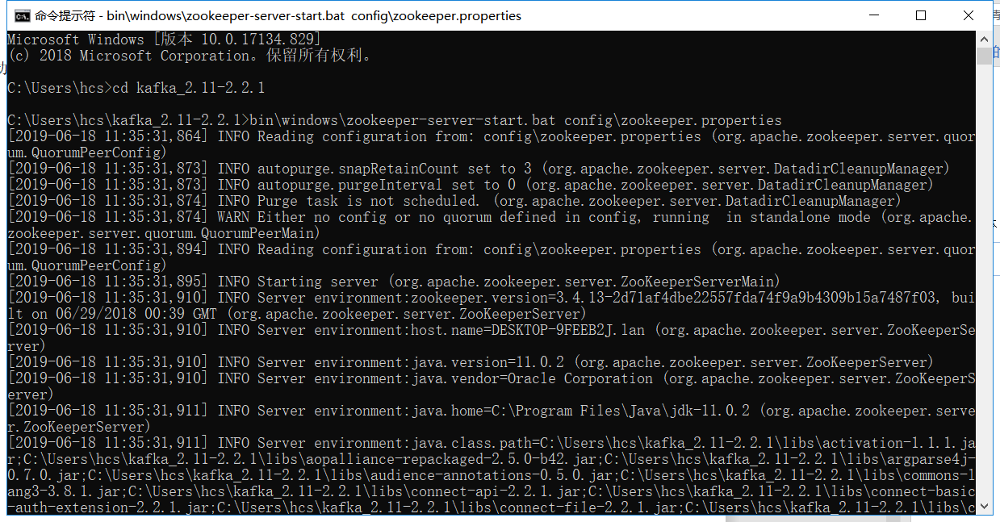 命令提示符 - bin\windows\zookeeper-server-start.bat  config\zookeeper.properties
Microsoft Windows [版本 10.0.17134.829]
(c) 2018 Microsoft Corporation。保留所有权利。
C:\Users\hcs>cd kafka_2.11-2.2.1
C:\Users\hcs\kafka_2.11-2.2.1>bin\windows\zookeeper-server-start.bat config\zookeeper.properties
[2019-06-18 11:35:31,864] INFO Reading configuration from: config\zookeeper.properties (org.apache.zookeeper.server.quor
um.QuorumPeerConfig)
[2019-06-18 11:35:31,873] INFO autopurge.snapRetainCount set to 3 (org.apache.zookeeper.server.DatadirCleanupManager)
[2019-06-18 11:35:31,873] INFO autopurge.purgeInterval set to 0 (org.apache.zookeeper.server.DatadirCleanupManager)
[2019-06-18 11:35:31,874] INFO Purge task is not scheduled. (org.apache.zookeeper.server.DatadirCleanupManager)
[2019-06-18 11:35:31,874] WARN Either no config or no quorum defined in config, running  in standalone mode (org.apache.
zookeeper.server.quorum.QuorumPeerMain)
[2019-06-18 11:35:31,894] INFO Reading configuration from: config\zookeeper.properties (org.apache.zookeeper.server.quor
um.QuorumPeerConfig)
[2019-06-18 11:35:31,895] INFO Starting server (org.apache.zookeeper.server.ZooKeeperServerMain)
[2019-06-18 11:35:31,910] INFO Server environment:zookeeper.version=3.4.13-2d71af4dbe22557fda74f9a9b4309b15a7487f03, bui
lt on 06/29/2018 00:39 GMT (org.apache.zookeeper.server.ZooKeeperServer)
[2019-06-18 11:35:31,910] INFO Server environment:host.name=DESKTOP-9FEEB2J.lan (org.apache.zookeeper.server.ZooKeeperSe
rver)
[2019-06-18 11:35:31,910] INFO Server environment:java.version=11.0.2 (org.apache.zookeeper.server.ZooKeeperServer)
[2019-06-18 11:35:31,910] INFO Server environment:java.vendor=Oracle Corporation (org.apache.zookeeper.server.ZooKeeperS
erver)
[2019-06-18 11:35:31,911] INFO Server environment:java.home=C:\Program Files\Java\jdk-11.0.2 (org.apache.zookeeper.serve
r.ZooKeeperServer)
[2019-06-18 11:35:31,911] INFO Server environment:java.class.path=C:\Users\hcs\kafka_2.11-2.2.1\libs\activation-1.1.1.ja
r;C:\Users\hcs\kafka_2.11-2.2.1\libs\aopalliance-repackaged-2.5.0-b42.jar;C:\Users\hcs\kafka_2.11-2.2.1\libs\argparse4j-
0.7.0.jar;C:\Users\hcs\kafka_2.11-2.2.1\libs\audience-annotations-0.5.0.jar;C:\Users\hcs\kafka_2.11-2.2.1\libs\commons-l
ang3-3.8.1.jar;C:\Users\hcs\kafka_2.11-2.2.1\libs\connect-api-2.2.1.jar;C:\Users\hcs\kafka_2.11-2.2.1\libs\connect-basic
-auth-extension-2.2.1.jar;C:\Users\hcs\kafka_2.11-2.2.1\libs\connect-file-2.2.1.jar;C:\Users\hcs\kafka_2.11-2.2.1\libs\c